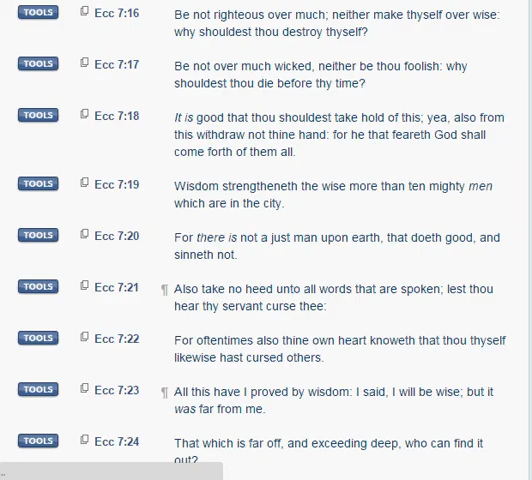 TOOLS Ecc 7:16 Be not righteous over much; neither make thyself over wise:
why shouldest thou destroy thyself?
TOOLS Ecc 7:17 Be not over much wicked, neither be thou foolish: why
shouldest thou die before thy time?
TOOLS Ecc 7:18 It is good that thou shouldest take hold of this; yea, also from
this withdraw not thine hand: for he that feareth God shall
come forth of them all.
TOOLS Ecc 7:19 Wisdom strengtheneth the wise more than ten mighty men
which are in the city.
TOOLS Ecc 7:20 For there is not a just man upon earth, that doeth good, and
sinneth not.
TOOLS Ecc 7:21 ¶ Also take no heed unto all words that are spoken; lest thou
hear thy servant curse thee:
TOOLS Ecc 7:22 For oftentimes also thine own heart knoweth that thou thyself
likewise hast cursed others.
TOOLS Ecc 7:23 ¶ All this have I proved by wisdom: I said, I will be wise; but it
was far from me.
TOOLS Ecc 7:24 That which is far off, and exceeding deep, who can find it
out?